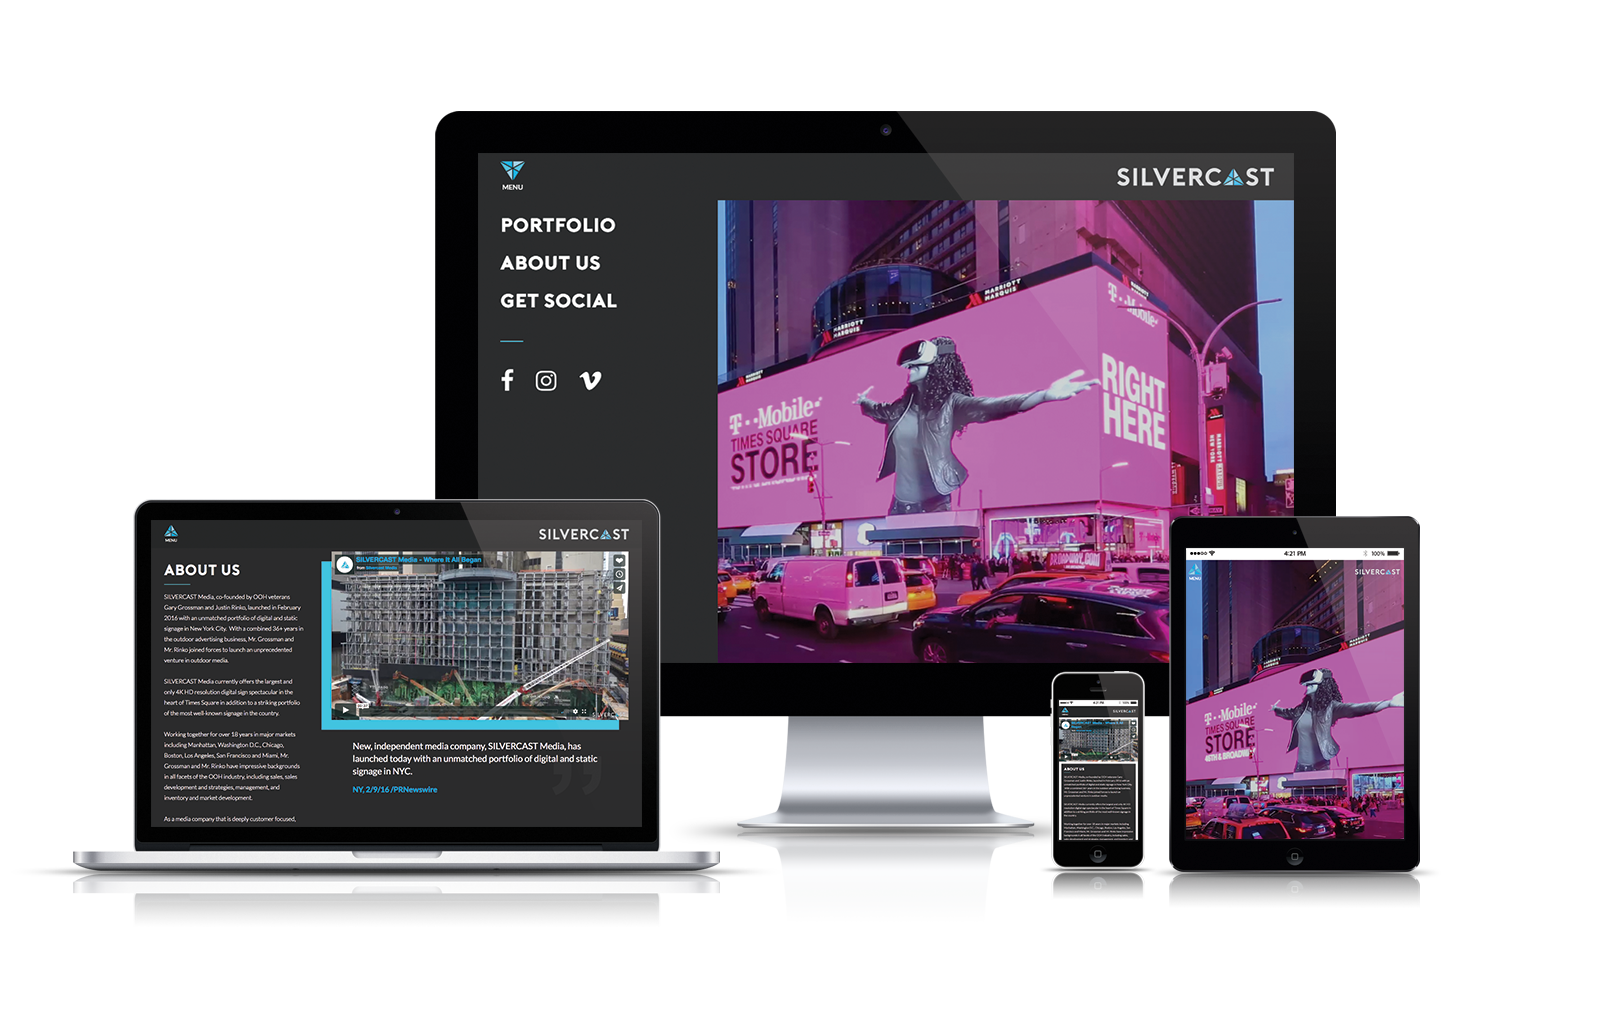 MENU
SILVERCAST
PORTFOLIO
ABOUT US
GET SOCIAL
MARRIOTT
MARQUIS
MARRIOTT
MARQUIS
T-Mobile
T-Mobile
TIMES SQUARE
STORE
RIGHT
HERE
MENU
SILVERCAST
ABOUT US
SILVERCAST Media, co-founded by OOH veterans
Gary Grossman and Justin Rinko, launched in February
2016 with an unmatched portfolio of digital and static
signage in New York City. With a combined 36+ years in
the outdoor advertising business, Mr. Grossman and
Mr. Rinko joined forces to launch an unprecedented
venture in outdoor media.
SILVERCAST Media currently offers the largest and
only 4K HD resolution digital sign spectacular in the
heart of Times Square in addition to a striking portfolio
of the most well-known signage in the country.
Working together for over 18 years in major markets
including Manhattan, Washington D.C., Chicago,
Boston, Los Angeles, San Francisco and Miami, Mr.
Grossman and Mr. Rinko have impressive backgrounds
in all facets of the OOH industry, including sales, sales
development and strategies, management, and
inventory and market development.
As a media company that is deeply customer focused,
SILVERCAST Media - Where It All Began
from Silvercast Media
New, independent media company, SILVERCAST Media, has
launched today with an unmatched portfolio of digital and static
signage in NYC.
NY, 2/9/16 /PRNewswire
SILVERCAST
ABOUT US
4:21 PM
100%
MENU
SILVERCAST
T-Mobile
TIMES SQUARE
STORE
45TH & BROADWAY